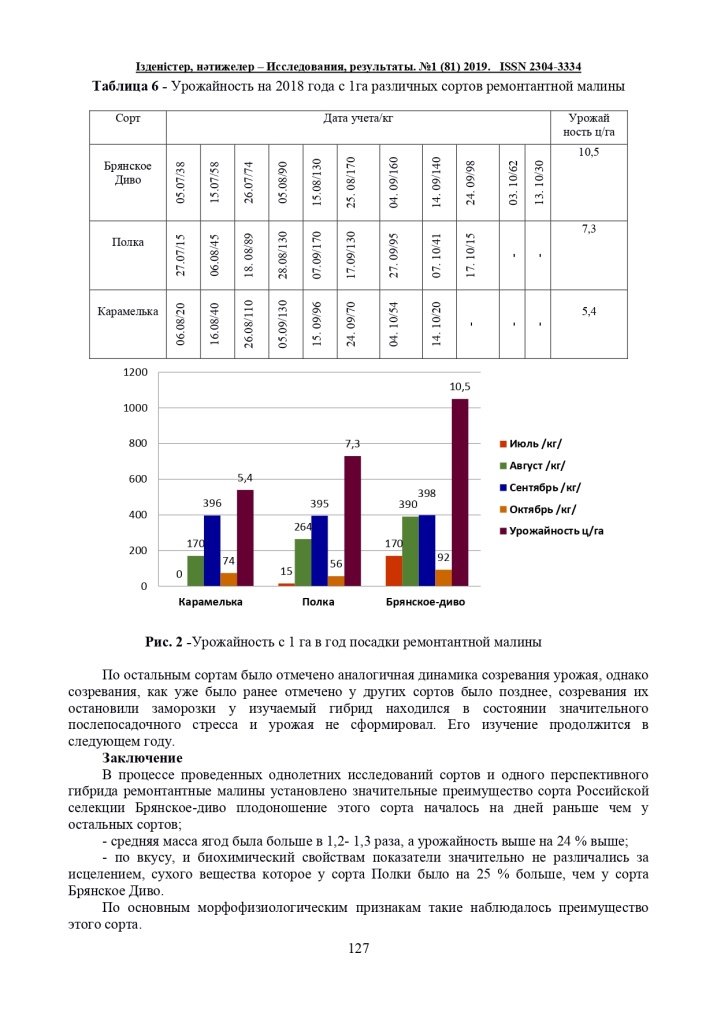 Ізденістер, нәтижелер – Исследования, результаты. №1 (81) 2019.   ISSN 2304-3334
Таблица 6 - Урожайность на 2018 года с 1га различных сортов ремонтантной малины
Сорт Дата учета/кг Урожай
ность ц/га
Брянское
Диво 05.07/38 15.07/58 26.07/74 05.08/90 15.08/130 25. 08/170 04. 09/160 14. 09/140 24. 09/98 03. 10/62 13. 10/30 10,5
Полка 27.07/15 06.08/45 18. 08/89 28.08/130 07.09/170 17.09/130 27. 09/95 07. 10/41 17. 10/15 - - 7,3
Карамелька 06.08/20 16.08/40 26.08/110 05.09/130 15. 09/96 24. 09/70 04. 10/54 14. 10/20 - - - 5,4
1200
1000
800
600
400
200
0
0 170 396 74 5,4
15 264 395 56 7,3
170 390 398 92 10,5
Карамелька Полка Брянское-диво
Июль /кг/
Август /кг/
Сентябрь /кг/
Октябрь /кг/
Урожайность ц/га
Рис. 2 -Урожайность с 1 га в год посадки ремонтантной малины
По остальным сортам было отмечено аналогичная динамика созревания урожая, однако
созревания, как уже было ранее отмечено у других сортов было позднее, созревания их
остановили заморозки у изучаемый гибрид находился в состоянии значительного
послепосадочного стресса и урожая не сформировал. Его изучение продолжится в
следующем году.
Заключение
В процессе проведенных однолетних исследований сортов и одного перспективного
гибрида ремонтантные малины установлено значительные преимущество сорта Российской
селекции Брянское-диво плодоношение этого сорта началось на дней раньше чем у
остальных сортов;
- средняя масса ягод была больше в 1,2- 1,3 раза, а урожайность выше на 24 % выше;
- по вкусу, и биохимический свойствам показатели значительно не различались за
исцелением, сухого вещества которое у сорта Полки было на 25 % больше, чем у сорта
Брянское Диво.
По основным морфофизиологическим признакам такие наблюдалось преимущество
этого сорта.
127